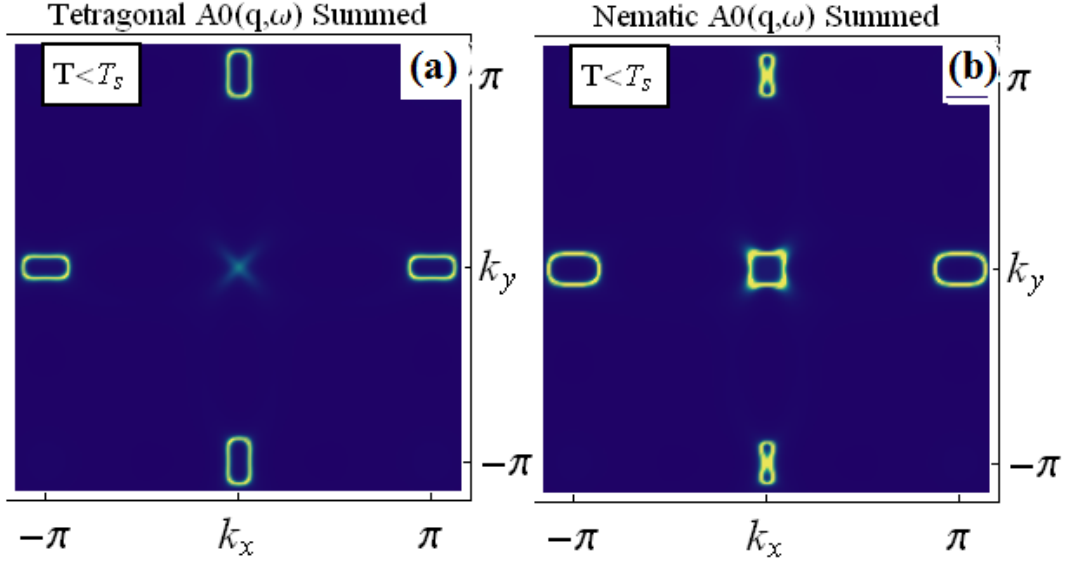 Tetragonal A0(q,ω) Summed
T<Ts
(a)
π
ky
−π
−π
kx
π
Nematic A0(q,ω) Summed
T<Ts
(b)
π
ky
−π
−π
kx
π